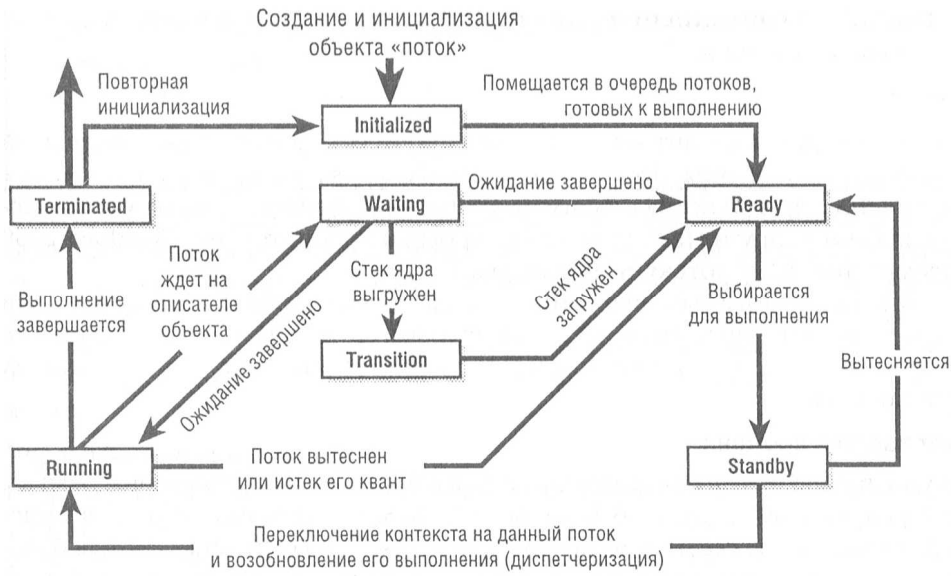 Создание и инициализация
объекта «поток»
Повторная
инициализация
Помещается в очередь потоков,
готовых к выполнению
Initialized
Terminated
Waiting
Ожидание завершено
Ready
Поток
ждет на
описателе
объекта
Стек ядра
выгружен
Стек ядра
загружен
Выбирается
для выполнения
Выполнение
завершается
Ожидание завершено
Transition
Вытесняется
Running
Поток вытеснен
или истек его квант
Standby
Переключение контекста на данный поток
и возобновление его выполнения (диспетчеризация)